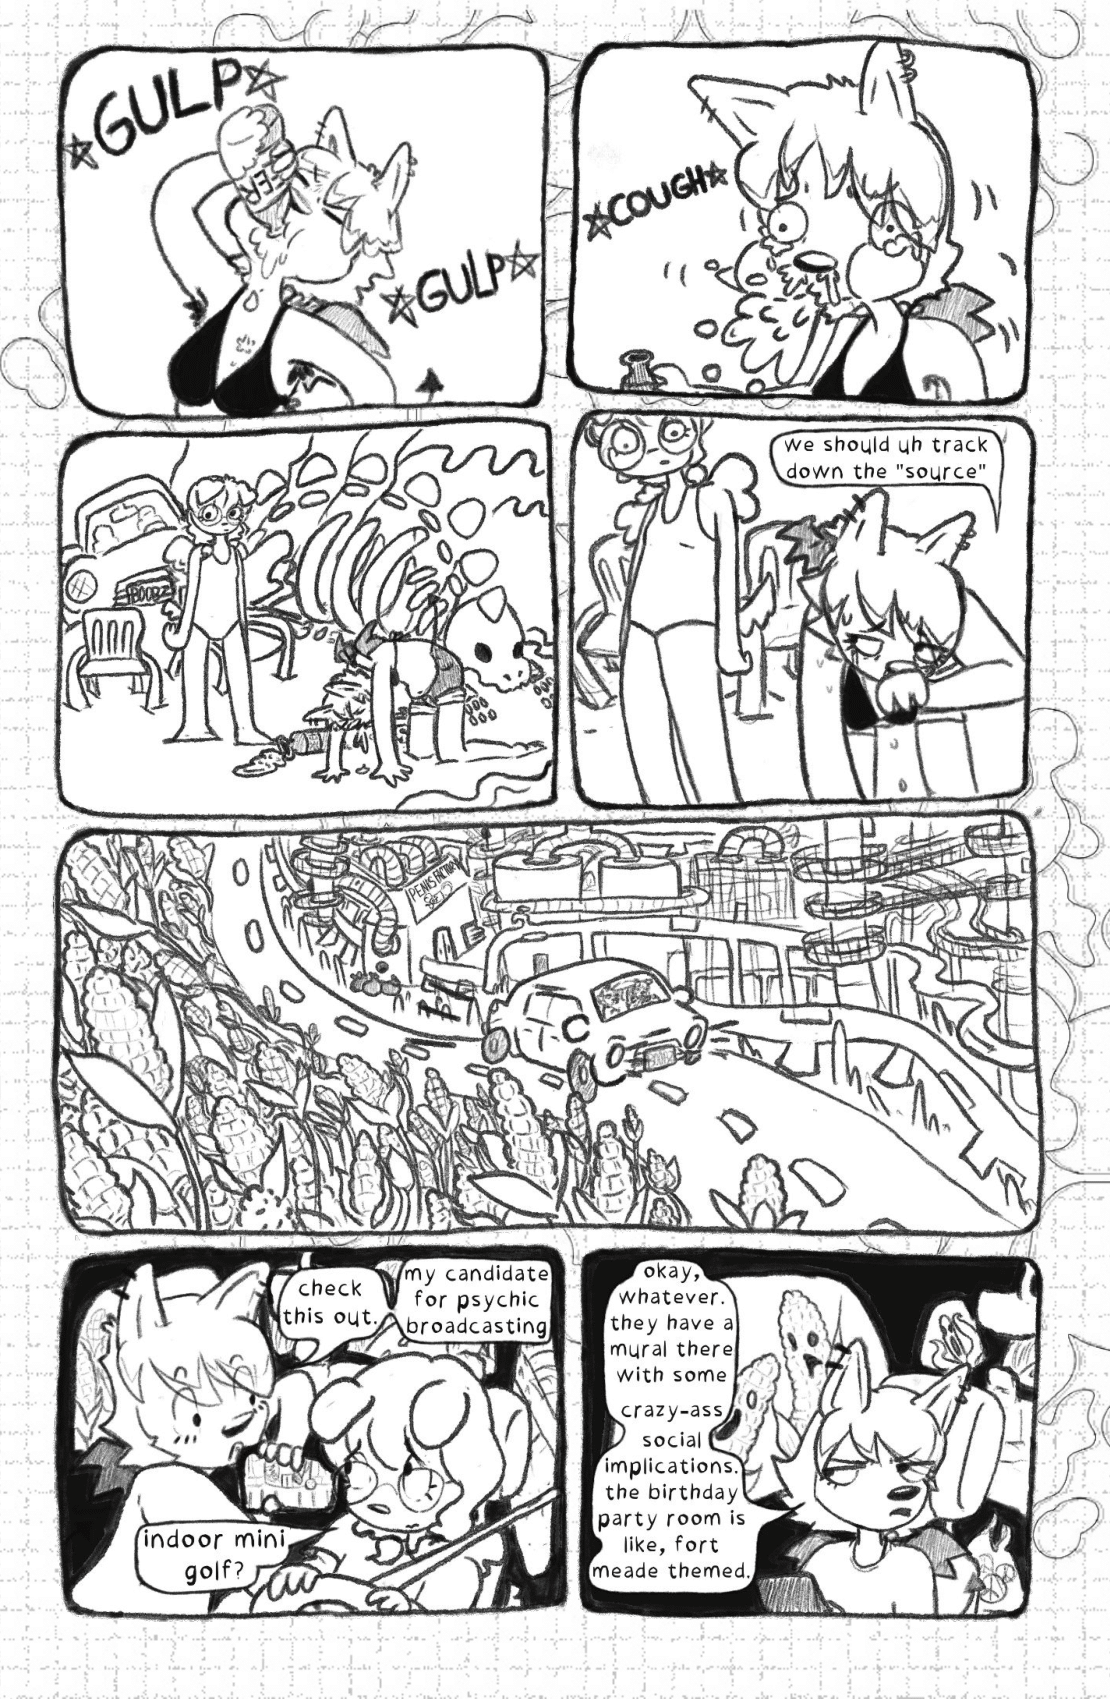 GULP
GULP
COUGH
BOOBZ
we should uh track
down the "source"
PENIS FACTORY
C
check
this out.
my candidate
for psychic
broadcasting
indoor mini
golf?
okay,
whatever.
they have a
mural there
with some
crazy-ass
social
implications.
the birthday
party room is
like, fort
meade themed.